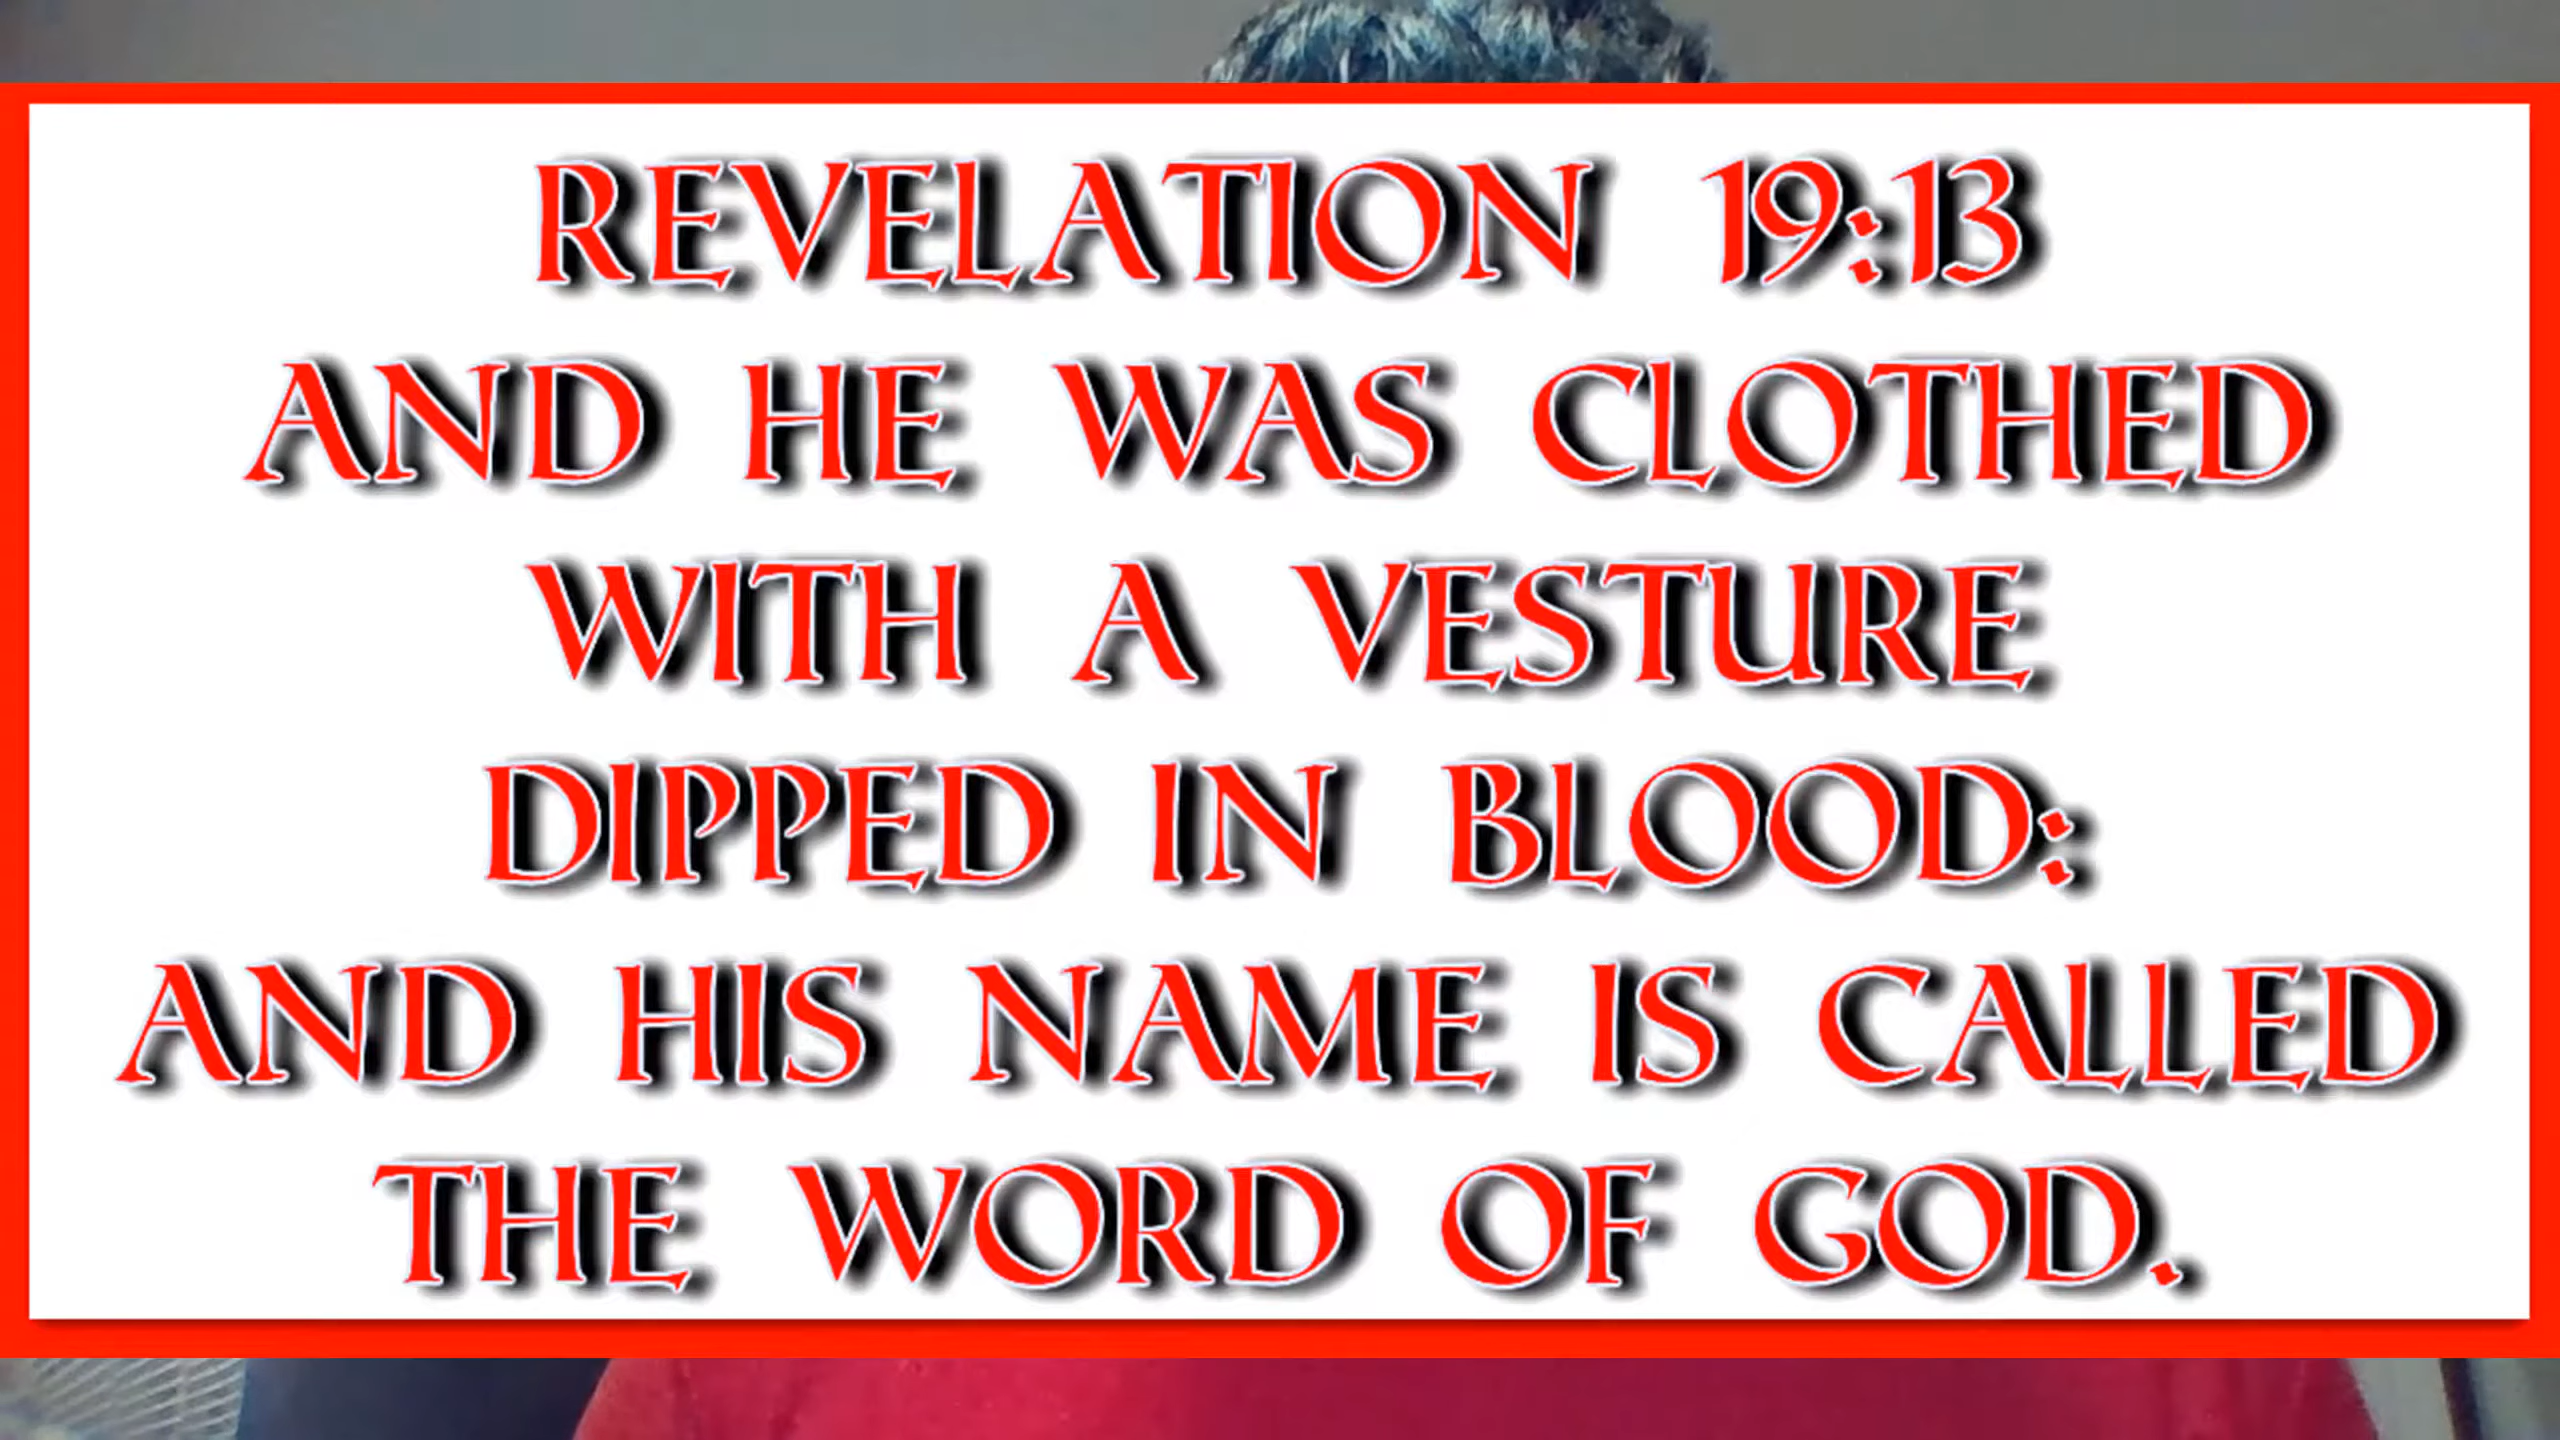 REVELATION 19:13
AND HE WAS CLOTHED
WITH A VESTURE
DIPPED IN BLOOD:
AND HIS NAME IS CALLED
THE WORD OF GOD.